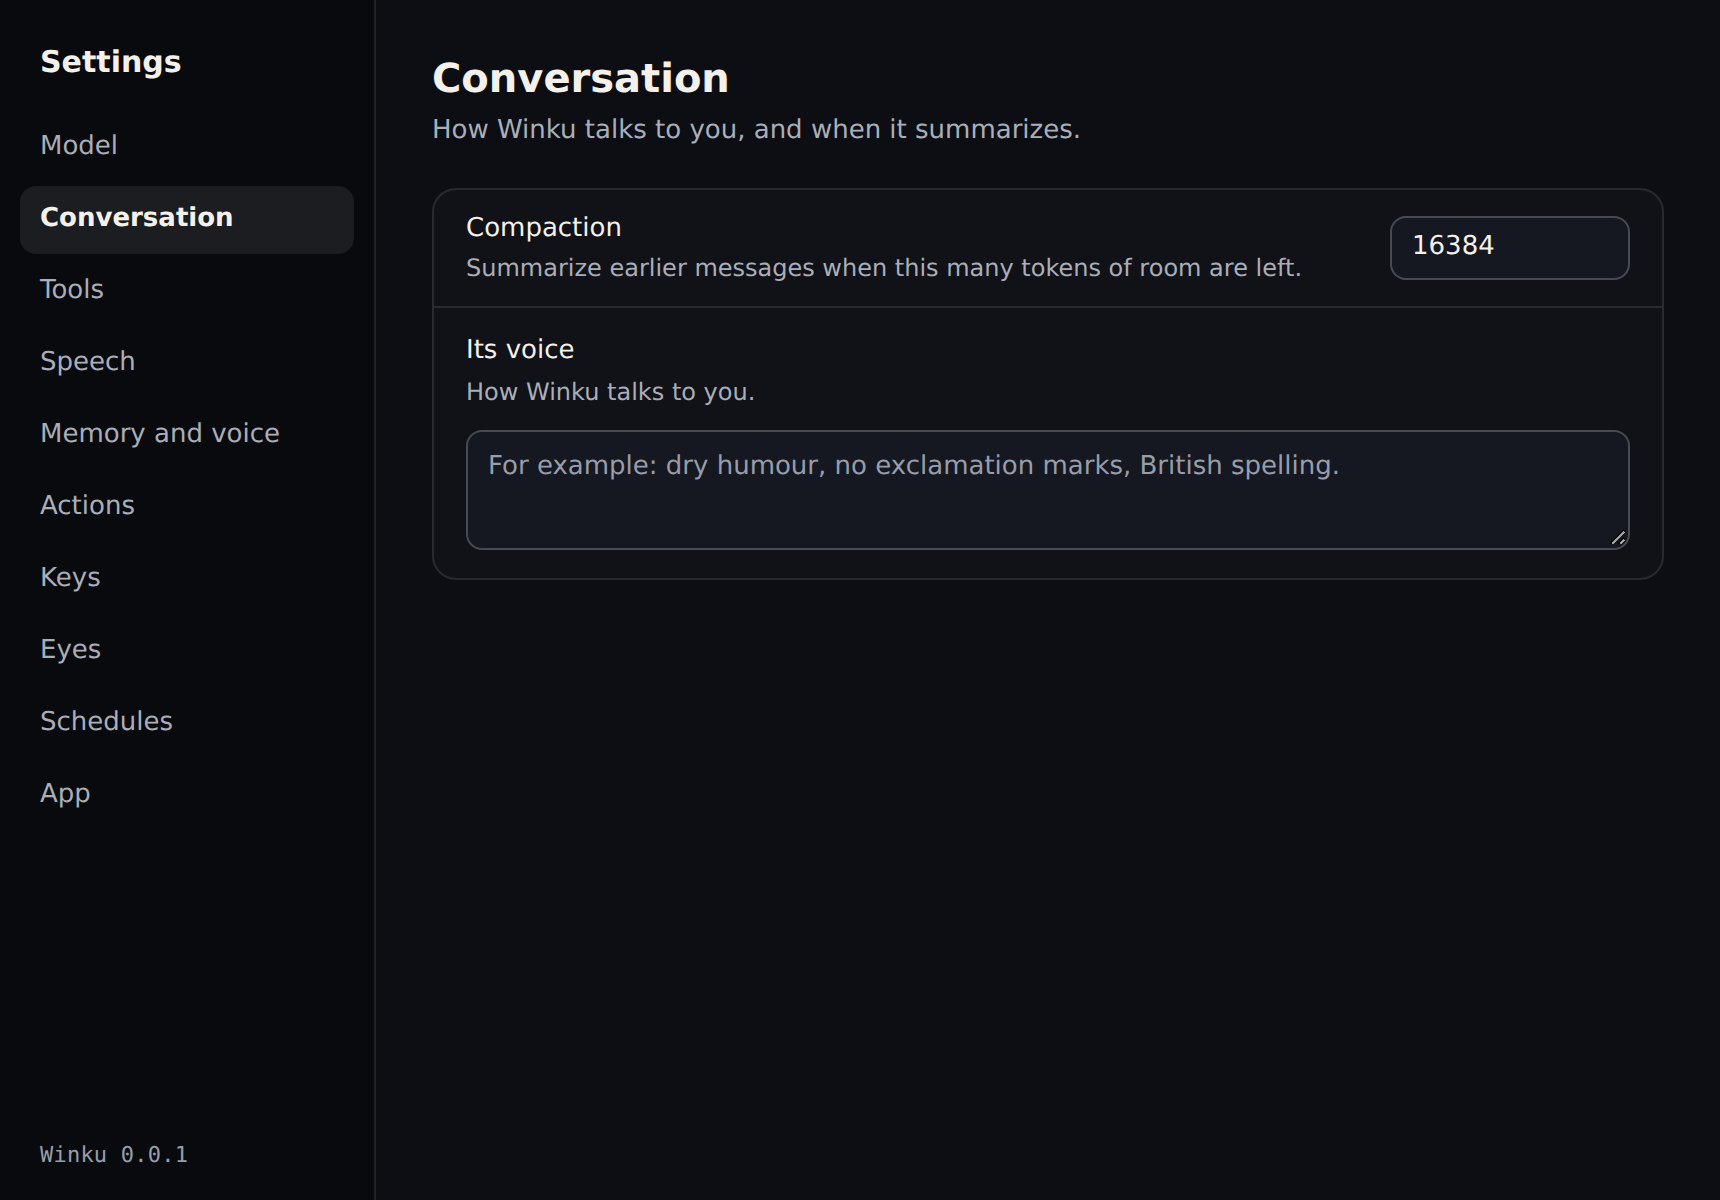 Settings
Model
Conversation
Tools
Speech
Memory and voice
Actions
Keys
Eyes
Schedules
App
Winku 0.0.1
Conversation
How Winku talks to you, and when it summarizes.
Compaction
Summarize earlier messages when this many tokens of room are left.
16384
Its voice
How Winku talks to you.
For example: dry humour, no exclamation marks, British spelling.